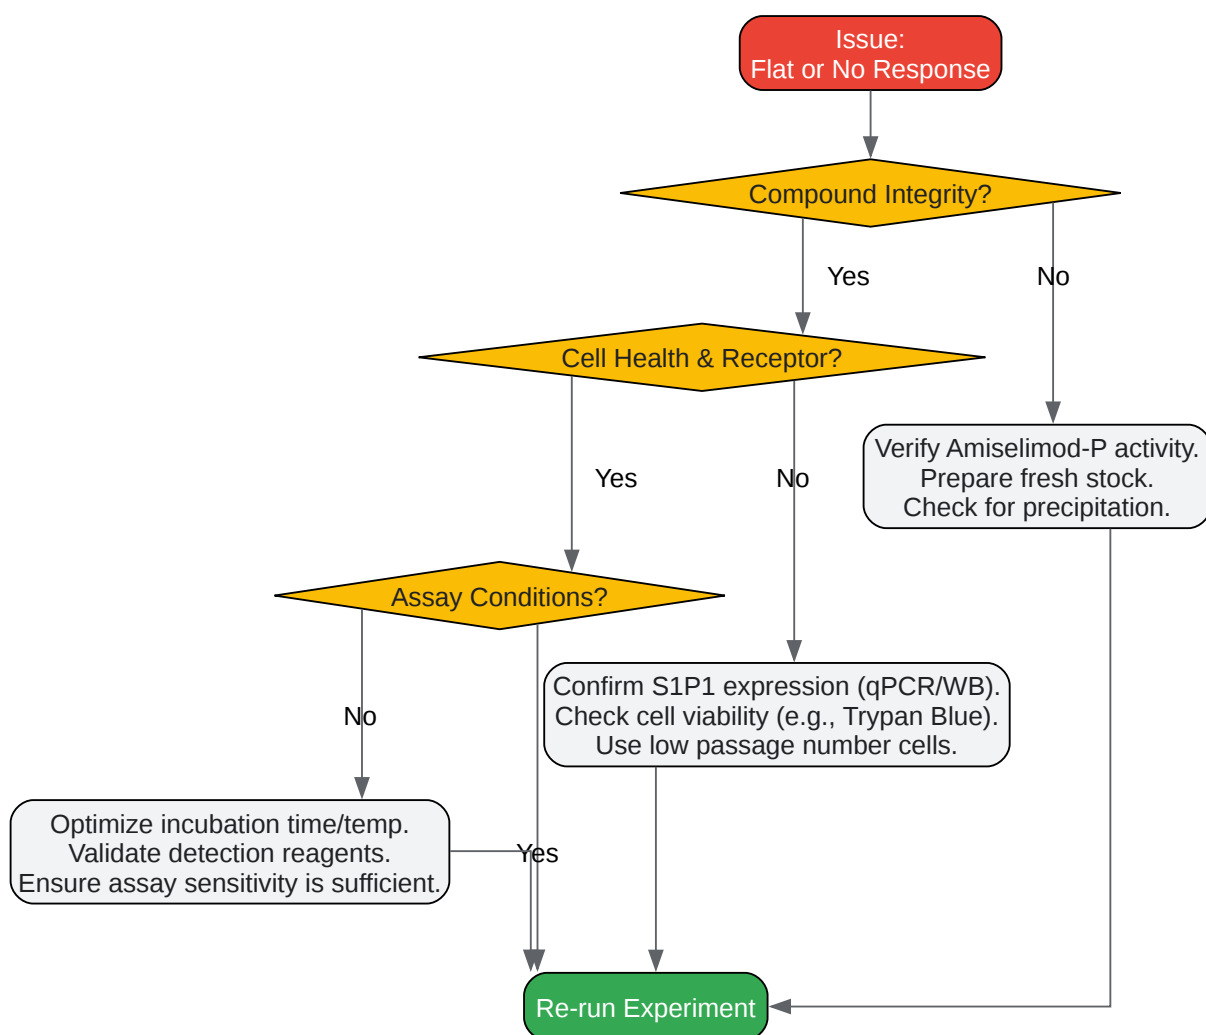 Issue:
Flat or No Response
Compound Integrity?
Yes
No
Cell Health & Receptor?
Verify Amiselimod-P activity.
Prepare fresh stock.
Check for precipitation.
Yes
No
Assay Conditions?
Confirm S1P1 expression (qPCR/WB).
Check cell viability (e.g., Trypan Blue).
Use low passage number cells.
No
Optimize incubation time/temp.
Validate detection reagents.
Ensure assay sensitivity is sufficient.
Yes
Re-run Experiment